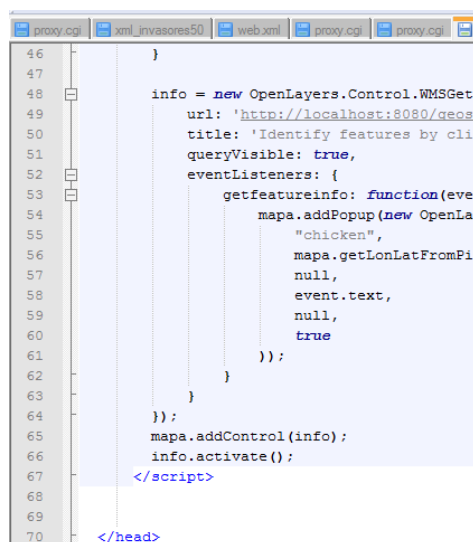 proxy.cgi xml_invasores50 web.xml proxy.cgi proxy.cgi
46 }
47
48 info = new OpenLayers.Control.WMSGet
49 url: 'http://localhost:8080/geos
50 title: 'Identify features by cli
51 queryVisible: true,
52 eventListeners: {
53 getfeatureinfo: function(eve
54 mapa.addPopup(new OpenLa
55 "chicken",
56 mapa.getLonLatFromPi
57 null,
58 event.text,
59 null,
60 true
61 ));
62 }
63 }
64 });
65 mapa.addControl(info);
66 info.activate();
67 </script>
68
69
70 </head>